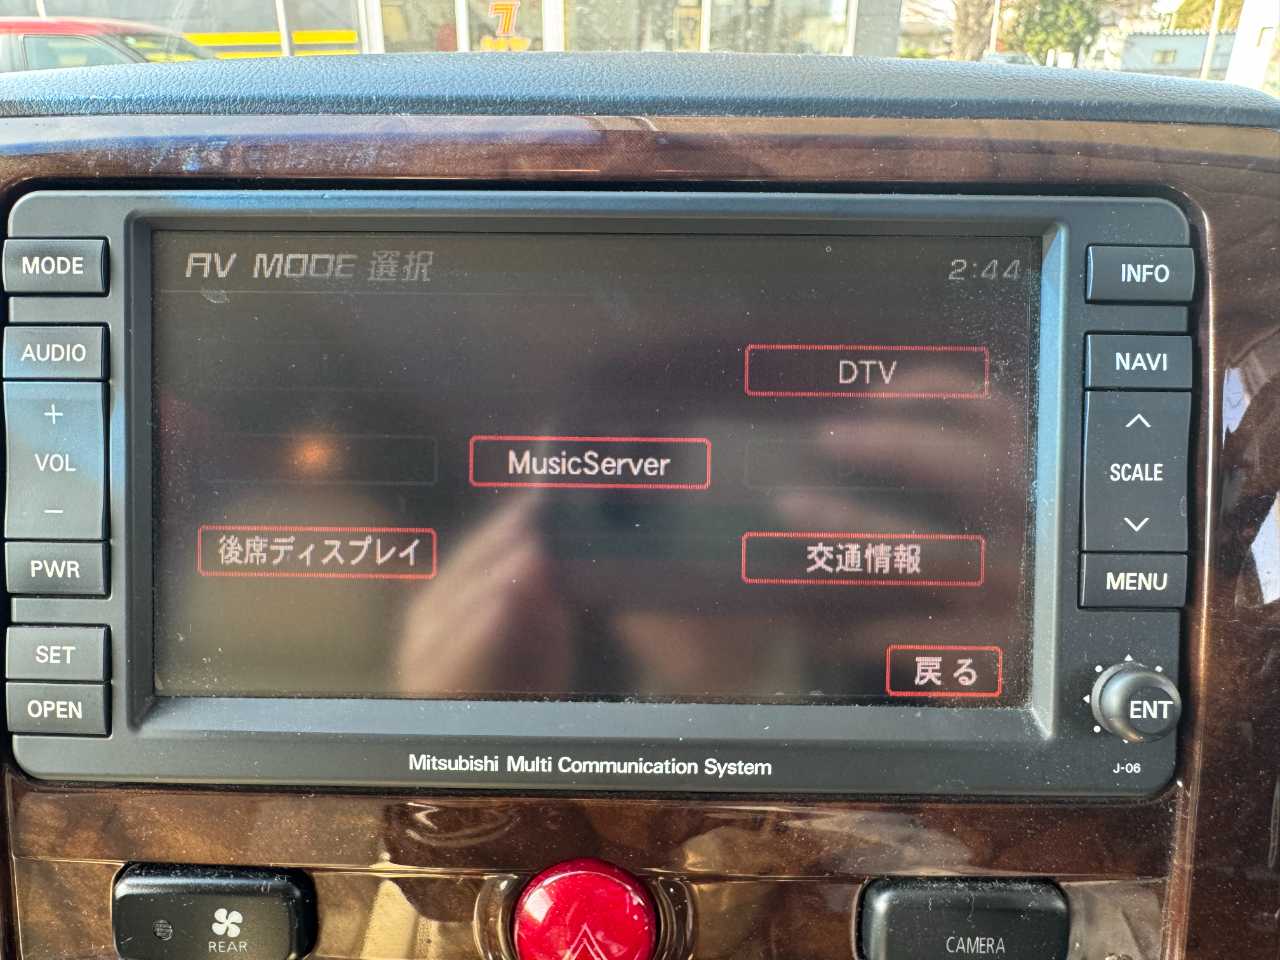 7
AV MODE 選択
2:44
DTV
MusicServer
後席ディスプレイ
交通情報
戻る
MODE
AUDIO
+
VOL
−
PWR
SET
OPEN
INFO
NAVI
SCALE
MENU
ENT
Mitsubishi Multi Communication System
J-06
REAR
CAMERA